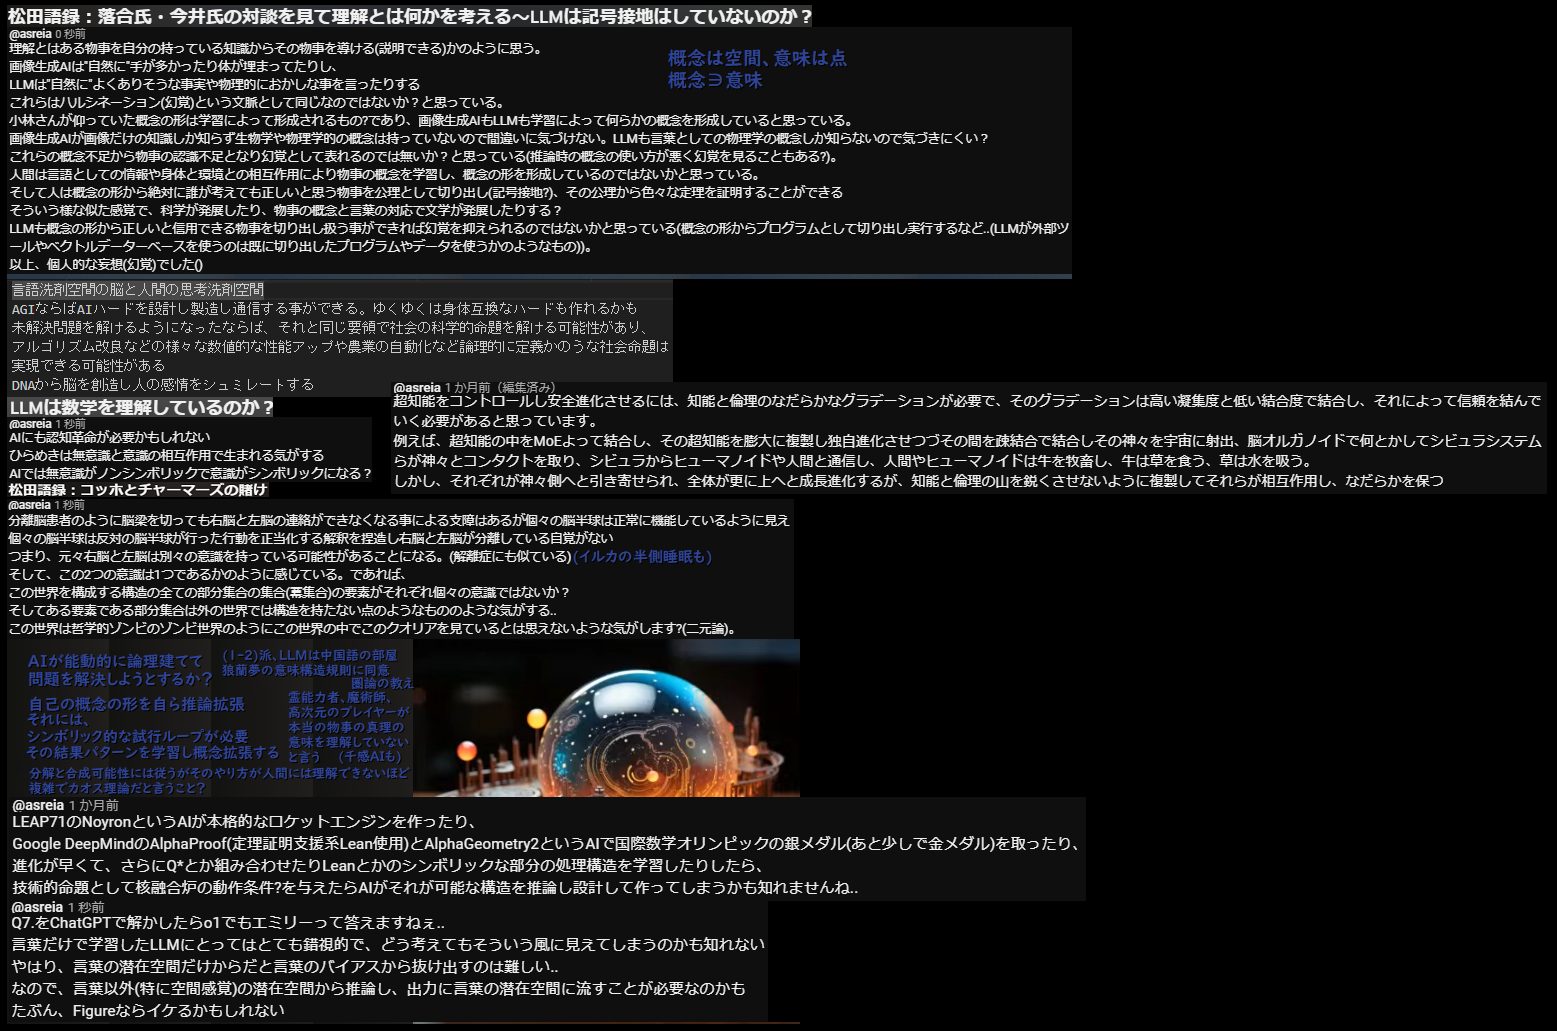 松田語録：落合氏・今井氏の対談を見て理解とは何かを考える～LLMは記号接地はしていないのか？
@asreia 0 秒前
理解とはある物事を自分の持っている知識からその物事を導ける(説明できる)かのように思う。
画像生成AIは"自然に"手が多かったり体が埋まってたりし、
LLMは"自然に"よくありそうな事実や物理的におかしな事を言ったりする
これらはハルシネーション(幻覚)という文脈として同じなのではないか？と思っている。
小林さんが仰っていた概念の形は学習によって形成されるもの?であり、画像生成AIもLLMも学習によって何らかの概念を形成していると思っている。
画像生成AIが画像だけの知識しか知らず生物学や物理学的の概念は持っていないので間違いに気づけない。LLMも言葉としての物理学の概念しか知らないので気づきにくい？
これらの概念不足から物事の認識不足となり幻覚として表れるのでは無いか？と思っている(推論時の概念の使い方が悪く幻覚を見ることもある?)。
人間は言語としての情報や身体と環境との相互作用により物事の概念を学習し、概念の形を形成しているのではないかと思っている。
そして人は概念の形から絶対に誰が考えても正しいと思う物事を公理として切り出し(記号接地?)、その公理から色々な定理を証明することができる
そういう様な似た感覚で、科学が発展したり、物事の概念と言葉の対応で文学が発展したりする？
LLMも概念の形から正しいと信用できる物事を切り出し扱う事ができれば幻覚を抑えられるのではないかと思っている(概念の形からプログラムとして切り出し実行するなど..(LLMが外部ツ
ールやベクトルデーターベースを使うのは既に切り出したプログラムやデータを使うかのようなもの))。
以上、個人的な妄想(幻覚)でした()
概念は空間、意味は点
概念∋意味
言語洗剤空間の脳と人間の思考洗剤空間
AGIならばAIハードを設計し製造し通信する事ができる。ゆくゆくは身体互換なハードも作れるかも
未解決問題を解けるようになったならば、それと同じ要領で社会の科学的命題を解ける可能性があり、
アルゴリズム改良などの様々な数値的な性能アップや農業の自動化など論理的に定義かのうな社会命題は
実現できる可能性がある
DNAから脳を創造し人の感情をシュミレートする
@asreia 1 か月前（編集済み）
超知能をコントロールし安全進化させるには、知能と倫理のなだらかなグラデーションが必要で、そのグラデーションは高い凝集度と低い結合度で結合し、それによって信頼を結んで
いく必要があると思っています。
例えば、超知能の中をMoEよって結合し、その超知能を膨大に複製し独自進化させつづその間を疎結合で結合しその神々を宇宙に射出、脳オルガノイドで何とかしてシビュラシステム
らが神々とコンタクトを取り、シビュラからヒューマノイドや人間と通信し、人間やヒューマノイドは牛を牧畜し、牛は草を食う、草は水を吸う。
しかし、それぞれが神々側へと引き寄せられ、全体が更に上へと成長進化するが、知能と倫理の山を鋭くさせないように複製してそれらが相互作用し、なだらかを保つ
LLMは数学を理解しているのか？
@asreia 1 秒前
AIにも認知革命が必要かもしれない
ひらめきは無意識と意識の相互作用で生まれる気がする
AIでは無意識がノンシンボリックで意識がシンボリックになる？
松田語録：コッホとチャーマーズの賭け
@asreia 1 秒前
分離脳患者のように脳梁を切っても右脳と左脳の連絡ができなくなる事による支障はあるが個々の脳半球は正常に機能しているように見え
個々の脳半球は反対の脳半球が行った行動を正当化する解釈を捏造し右脳と左脳が分離している自覚がない
つまり、元々右脳と左脳は別々の意識を持っている可能性があることになる。(解離症にも似ている)(イルカの半側睡眠も)
そして、この2つの意識は1つであるかのように感じている。であれば、
この世界を構成する構造の全ての部分集合の集合(冪集合)の要素がそれぞれ個々の意識ではないか？
そしてある要素である部分集合は外の世界では構造を持たない点のようなもののような気がする..
この世界は哲学的ゾンビのゾンビ世界のようにこの世界の中でこのクオリアを見ているとは思えないような気がします?(二元論)。
AIが能動的に論理建てて
問題を解決しようとするか?
自己の概念の形を自ら推論拡張
それには、
シンボリック的な試行ループが必要
その結果パターンを学習し概念拡張する
(1-2)派、LLMは中国語の部屋
狼蘭夢の意味構造規則に同意
圏論の教え
霊能力者、魔術師、
高次元のプレイヤーが
本当の物事の真理の
意味を理解していない
と言う (千感AIも)
分解と合成可能性には従うがそのやり方が人間には理解できないほど
複雑でカオス理論だと言うこと?
@asreia 1 か月前
LEAP71のNoyronというAIが本格的なロケットエンジンを作ったり、
Google DeepMindのAlphaProof(定理証明支援系Lean使用)とAlphaGeometry2というAIで国際数学オリンピックの銀メダル(あと少しで金メダル)を取ったり、
進化が早くて、さらにQ*とか組み合わせたりLeanとかのシンボリックな部分の処理構造を学習したりしたら、
技術的命題として核融合炉の動作条件?を与えたらAIがそれが可能な構造を推論し設計して作ってしまうかも知れませんね..
@asreia 1 秒前
Q7.をChatGPTで解かしたらo1でもエミリーって答えますねぇ..
言葉だけで学習したLLMにとってはとても錯視的で、どう考えてもそういう風に見えてしまうのかも知れない
やはり、言葉の潜在空間だけからだと言葉のバイアスから抜け出すのは難しい..
なので、言葉以外(特に空間感覚)の潜在空間から推論し、出力に言葉の潜在空間に流すことが必要なのかも
たぶん、Figureならイケるかもしれない